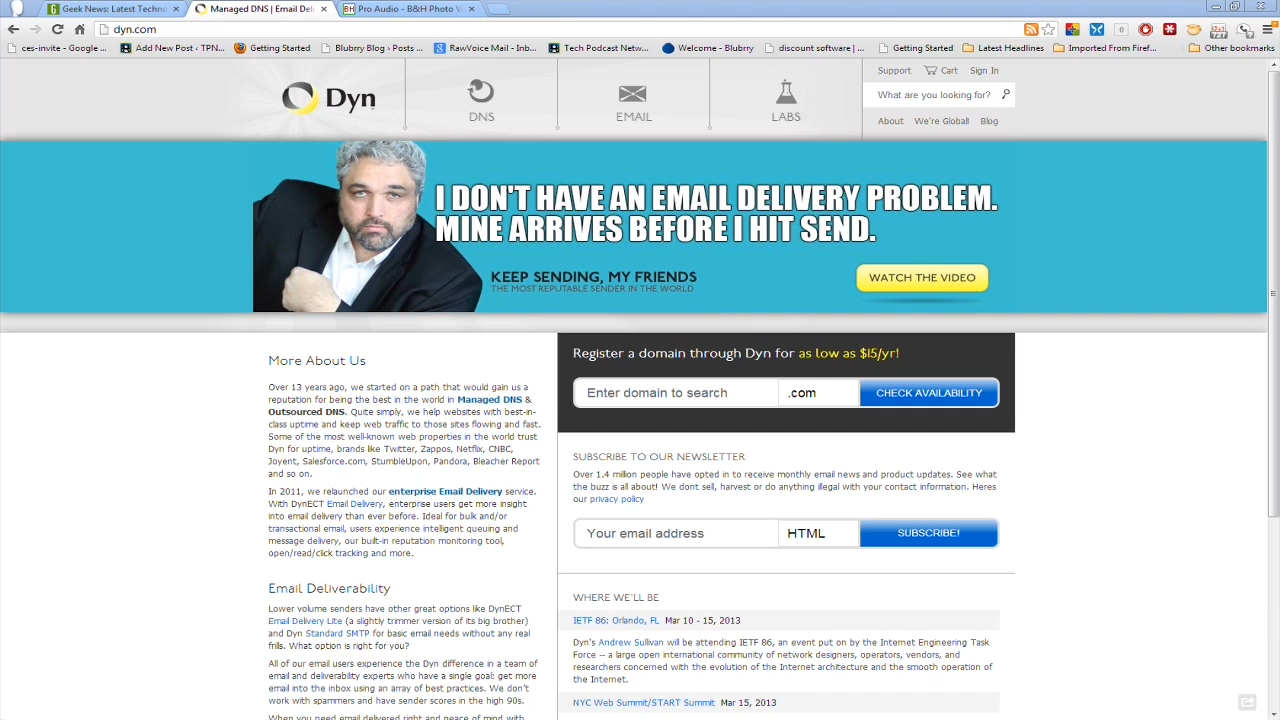 Geek News: Latest Techno
Managed DNS | Email Deli
Pro Audio - B&H Photo Vi
dyn.com
ces-invite - Google ...
Add New Post ‹ TPN...
Getting Started
Blubrry Blog › Posts ...
RawVoice Mail - Inb...
Tech Podcast Netw...
Welcome - Blubrry
discount software |...
Getting Started
Latest Headlines
Imported From Firef...
Other bookmarks
Dyn
DNS
EMAIL
LABS
Support Cart Sign In
What are you looking for?
About We're Global! Blog
I DON'T HAVE AN EMAIL DELIVERY PROBLEM.
MINE ARRIVES BEFORE I HIT SEND.
KEEP SENDING, MY FRIENDS
THE MOST REPUTABLE SENDER IN THE WORLD
WATCH THE VIDEO
More About Us
Over 13 years ago, we started on a path that would gain us a
reputation for being the best in the world in Managed DNS &
Outsourced DNS. Quite simply, we help websites with best-in-
class uptime and keep web traffic to those sites flowing and fast.
Some of the most well-known web properties in the world trust
Dyn for uptime, brands like Twitter, Zappos, Netflix, CNBC,
Joyent, Salesforce.com, StumbleUpon, Pandora, Bleacher Report
and so on.
In 2011, we relaunched our enterprise Email Delivery service.
With DynECT Email Delivery, enterprise users get more insight
into email delivery than ever before. Ideal for bulk and/or
transactional email, users experience intelligent queuing and
message delivery, our built-in reputation monitoring tool,
open/read/click tracking and more.
Email Deliverability
Lower volume senders have other great options like DynECT
Email Delivery Lite (a slightly trimmer version of its big brother)
and Dyn Standard SMTP for basic email needs without any real
frills. What option is right for you?
All of our email users experience the Dyn difference in a team of
email and deliverability experts who have a single goal: get more
email into the inbox using an array of best practices. We don't
work with spammers and have sender scores in the high 90s.
When you need email delivered right and peace of mind with
Register a domain through Dyn for as low as $15/yr!
Enter domain to search
.com
CHECK AVAILABILITY
SUBSCRIBE TO OUR NEWSLETTER
Over 1.4 million people have opted in to receive monthly email news and product updates. See what
the buzz is all about! We dont sell, harvest or do anything illegal with your contact information. Heres
our privacy policy
Your email address
HTML
SUBSCRIBE!
WHERE WE'LL BE
IETF 86: Orlando, FL Mar 10 - 15, 2013
Dyn's Andrew Sullivan will be attending IETF 86, an event put on by the Internet Engineering Task
Force -- a large open international community of network designers, operators, vendors, and
researchers concerned with the evolution of the Internet architecture and the smooth operation of
the Internet.
NYC Web Summit/START Summit Mar 15, 2013